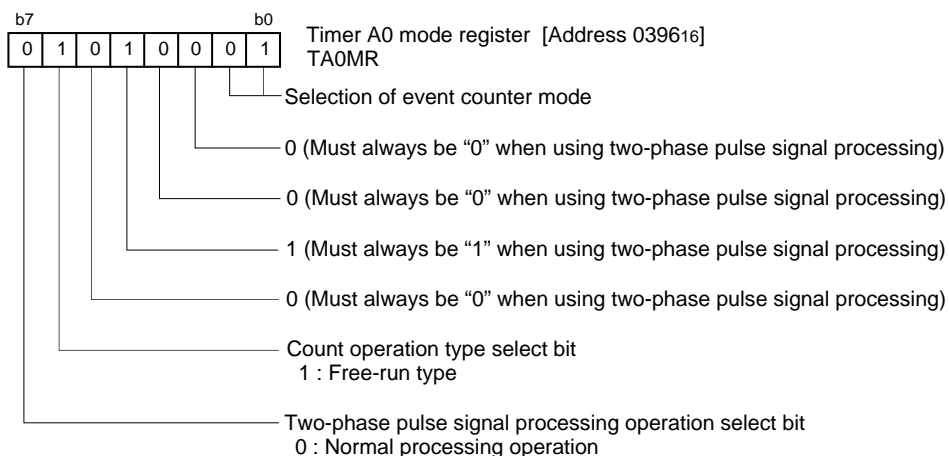 b7 b0
0 1 0 1 0 0 0 1
Timer A0 mode register [Address 039616]
TA0MR
Selection of event counter mode
0 (Must always be “0” when using two-phase pulse signal processing)
0 (Must always be “0” when using two-phase pulse signal processing)
1 (Must always be “1” when using two-phase pulse signal processing)
0 (Must always be “0” when using two-phase pulse signal processing)
Count operation type select bit
1 : Free-run type
Two-phase pulse signal processing operation select bit
0 : Normal processing operation